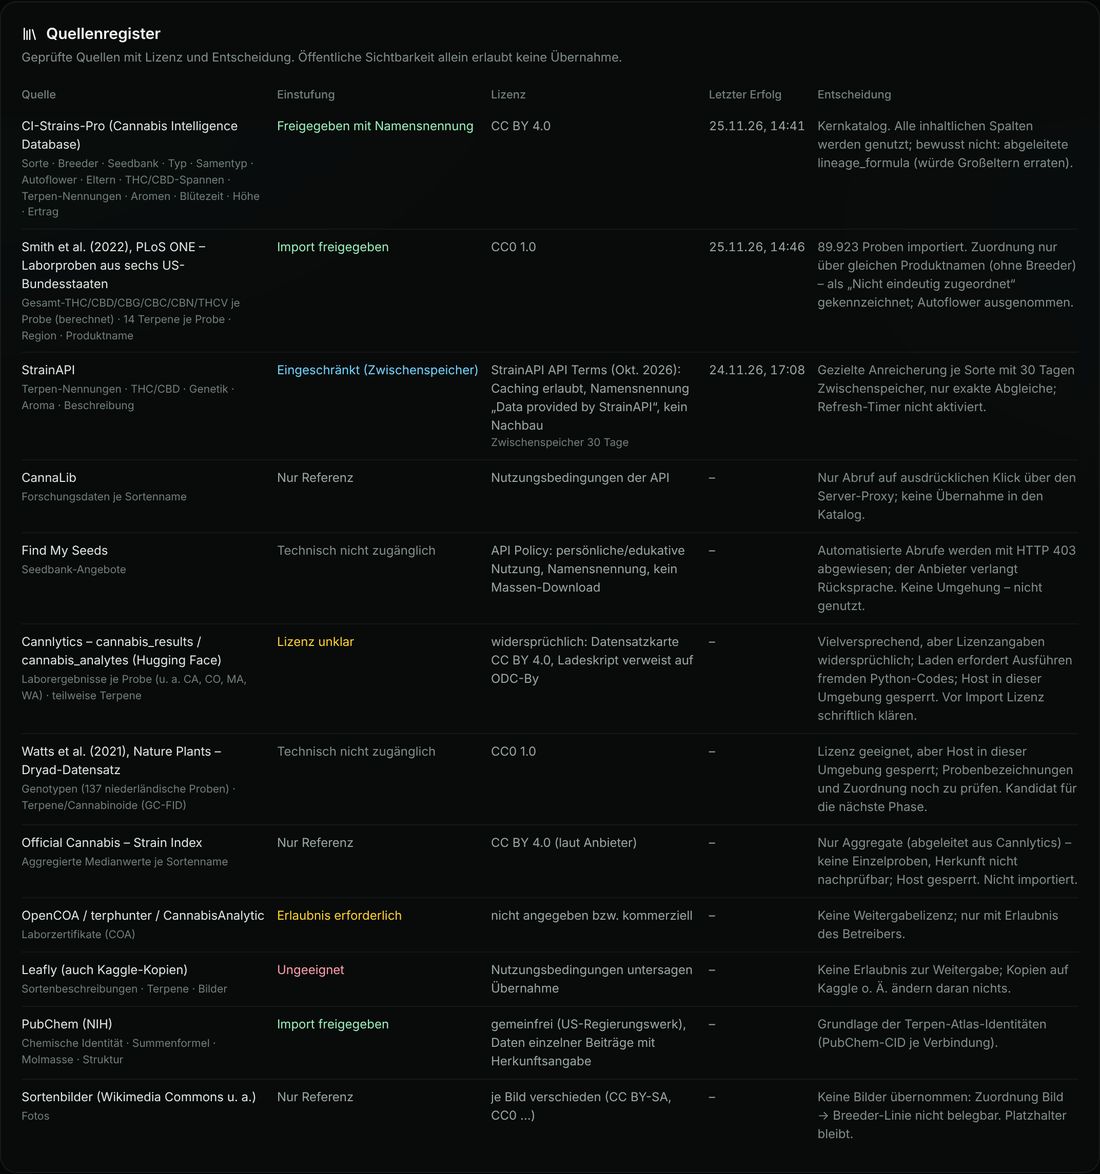 Quellenregister
Geprüfte Quellen mit Lizenz und Entscheidung. Öffentliche Sichtbarkeit allein erlaubt keine Übernahme.
Quelle
Einstufung
Lizenz
Letzter Erfolg
Entscheidung
CI-Strains-Pro (Cannabis Intelligence
Database)
Sorte · Breeder · Seedbank · Typ · Samentyp ·
Autoflower · Eltern · THC/CBD-Spannen ·
Terpen-Nennungen · Aromen · Blütezeit · Höhe
· Ertrag
Freigegeben mit Namensnennung
CC BY 4.0
25.11.26, 14:41
Kernkatalog. Alle inhaltlichen Spalten
werden genutzt; bewusst nicht: abgeleitete
lineage_formula (würde Großeltern erraten).
Smith et al. (2022), PLoS ONE –
Laborproben aus sechs US-
Bundesstaaten
Gesamt-THC/CBD/CBG/CBC/CBN/THCV je
Probe (berechnet) · 14 Terpene je Probe ·
Region · Produktname
Import freigegeben
CC0 1.0
25.11.26, 14:46
89.923 Proben importiert. Zuordnung nur
über gleichen Produktnamen (ohne Breeder)
– als „Nicht eindeutig zugeordnet“
gekennzeichnet; Autoflower ausgenommen.
StrainAPI
Terpen-Nennungen · THC/CBD · Genetik ·
Aroma · Beschreibung
Eingeschränkt (Zwischenspeicher)
StrainAPI API Terms (Okt. 2026):
Caching erlaubt, Namensnennung
„Data provided by StrainAPI“, kein
Nachbau
Zwischenspeicher 30 Tage
24.11.26, 17:08
Gezielte Anreicherung je Sorte mit 30 Tagen
Zwischenspeicher, nur exakte Abgleiche;
Refresh-Timer nicht aktiviert.
CannaLib
Forschungsdaten je Sortenname
Nur Referenz
Nutzungsbedingungen der API
–
Nur Abruf auf ausdrücklichen Klick über den
Server-Proxy; keine Übernahme in den
Katalog.
Find My Seeds
Seedbank-Angebote
Technisch nicht zugänglich
API Policy: persönliche/edukative
Nutzung, Namensnennung, kein
Massen-Download
–
Automatisierte Abrufe werden mit HTTP 403
abgewiesen; der Anbieter verlangt
Rücksprache. Keine Umgehung – nicht
genutzt.
Cannlytics – cannabis_results /
cannabis_analytes (Hugging Face)
Laborergebnisse je Probe (u. a. CA, CO, MA,
WA) · teilweise Terpene
Lizenz unklar
widersprüchlich: Datensatzkarte
CC BY 4.0, Ladeskript verweist auf
ODC-By
–
Vielversprechend, aber Lizenzangaben
widersprüchlich; Laden erfordert Ausführen
fremden Python-Codes; Host in dieser
Umgebung gesperrt. Vor Import Lizenz
schriftlich klären.
Watts et al. (2021), Nature Plants –
Dryad-Datensatz
Genotypen (137 niederländische Proben) ·
Terpene/Cannabinoide (GC-FID)
Technisch nicht zugänglich
CC0 1.0
–
Lizenz geeignet, aber Host in dieser
Umgebung gesperrt; Probenbezeichnungen
und Zuordnung noch zu prüfen. Kandidat für
die nächste Phase.
Official Cannabis – Strain Index
Aggregierte Medianwerte je Sortenname
Nur Referenz
CC BY 4.0 (laut Anbieter)
–
Nur Aggregate (abgeleitet aus Cannlytics) –
keine Einzelproben, Herkunft nicht
nachprüfbar; Host gesperrt. Nicht importiert.
OpenCOA / terphunter / CannabisAnalytic
Laborzertifikate (COA)
Erlaubnis erforderlich
nicht angegeben bzw. kommerziell
–
Keine Weitergabelizenz; nur mit Erlaubnis
des Betreibers.
Leafly (auch Kaggle-Kopien)
Sortenbeschreibungen · Terpene · Bilder
Ungeeignet
Nutzungsbedingungen untersagen
Übernahme
–
Keine Erlaubnis zur Weitergabe; Kopien auf
Kaggle o. Ä. ändern daran nichts.
PubChem (NIH)
Chemische Identität · Summenformel ·
Molmasse · Struktur
Import freigegeben
gemeinfrei (US-Regierungswerk),
Daten einzelner Beiträge mit
Herkunftsangabe
–
Grundlage der Terpen-Atlas-Identitäten
(PubChem-CID je Verbindung).
Sortenbilder (Wikimedia Commons u. a.)
Fotos
Nur Referenz
je Bild verschieden (CC BY-SA,
CC0 …)
–
Keine Bilder übernommen: Zuordnung Bild
→ Breeder-Linie nicht belegbar. Platzhalter
bleibt.